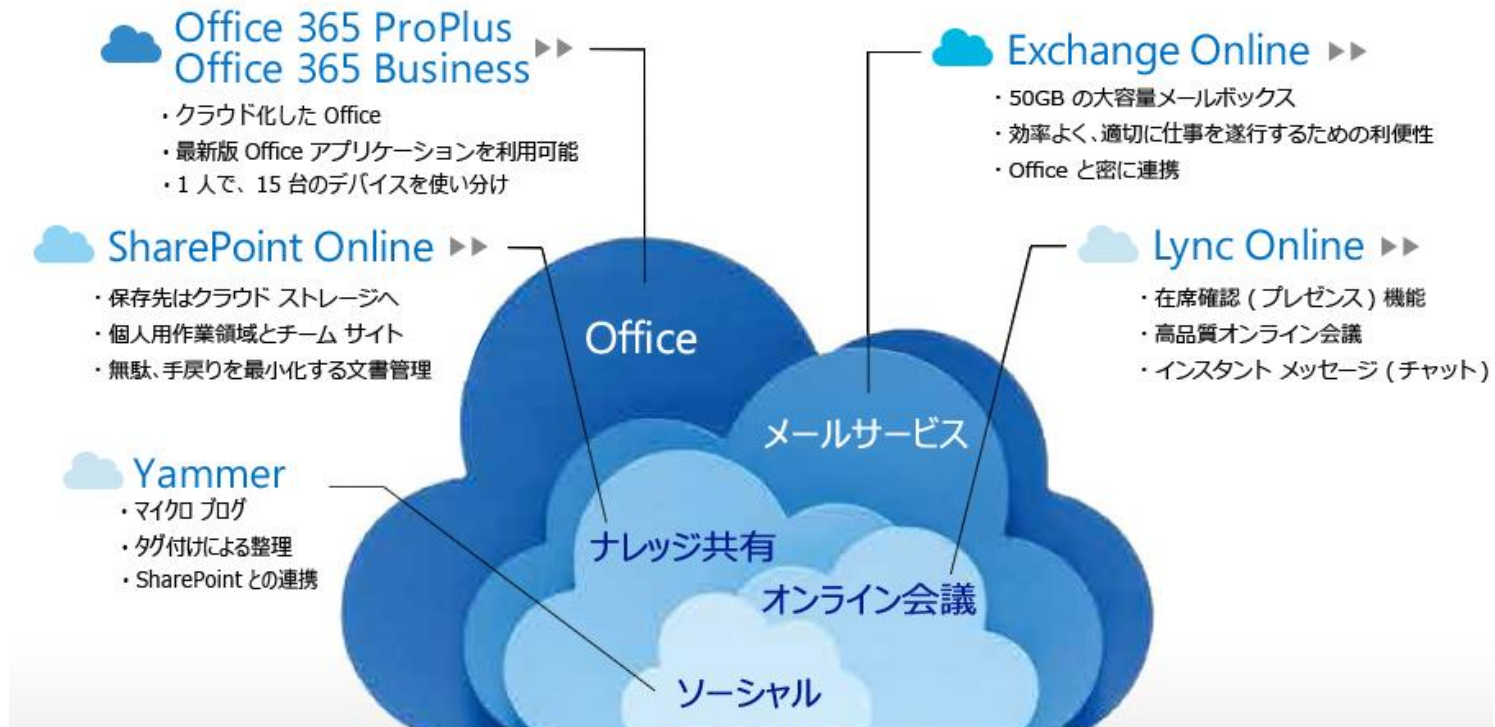 Office 365 ProPlus
Office 365 Business
・クラウド化した Office
・最新版 Office アプリケーションを利用可能
・1 人で、15 台のデバイスを使い分け
Exchange Online
・50GB の大容量メールボックス
・効率よく、適切に仕事を遂行するための利便性
・Office と密に連携
SharePoint Online
・保存先はクラウド ストレージへ
・個人用作業領域とチーム サイト
・無駄、手戻りを最小化する文書管理
Lync Online
・在席確認 ( プレゼンス ) 機能
・高品質オンライン会議
・インスタント メッセージ ( チャット )
Yammer
・マイクロ ブログ
・タグ付けによる整理
・SharePoint との連携
Office
メールサービス
ナレッジ共有
オンライン会議
ソーシャル